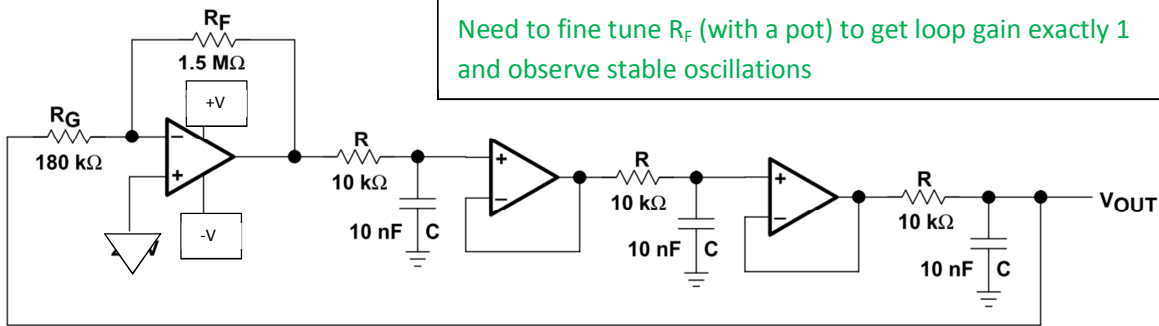 Need to fine tune RF (with a pot) to get loop gain exactly 1
and observe stable oscillations
RF
1.5 MΩ
+V
RG
180 kΩ
−
+
-V
R
10 kΩ
10 nF C
+
−
R
10 kΩ
10 nF C
+
−
R
10 kΩ
10 nF C
VOUT